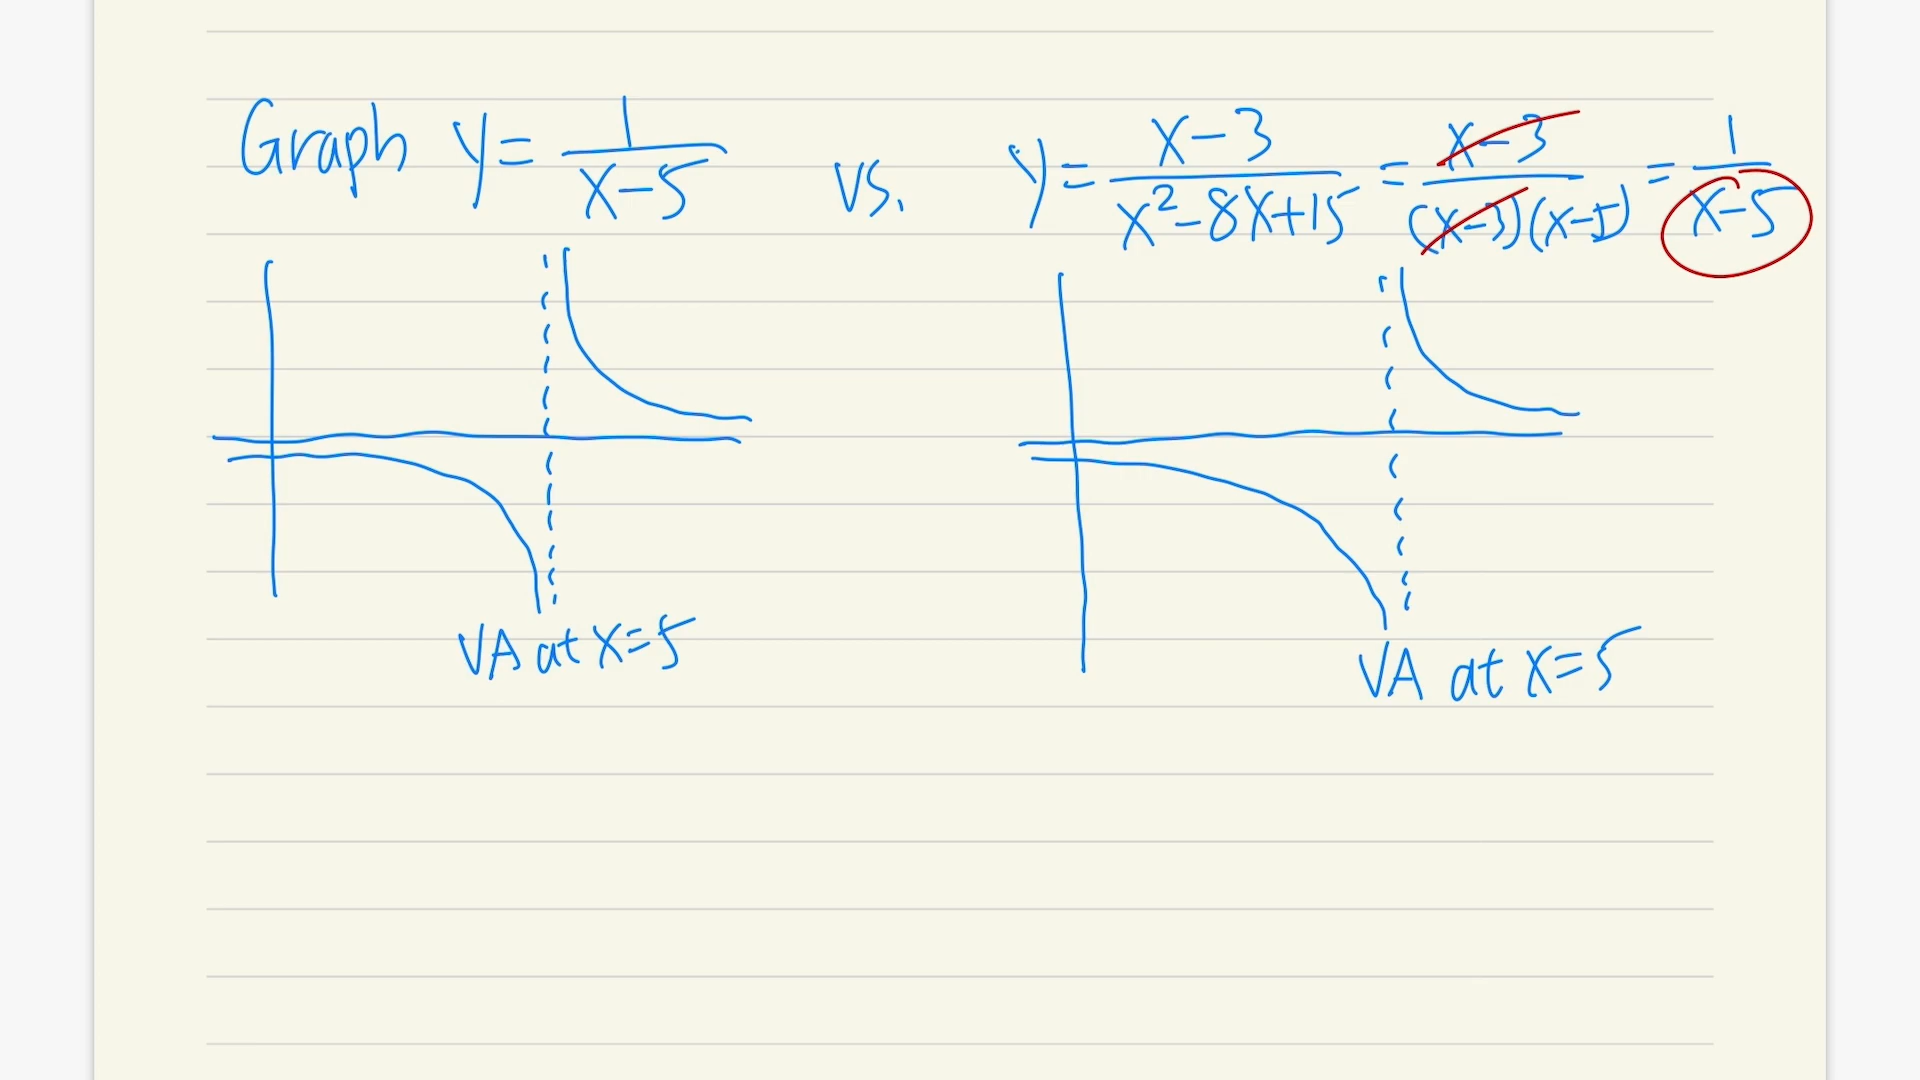 Graph y = 1/(x-5) vs. y = (x-3)/(x²-8x+15) = (x-3)/((x-3)(x-5)) = 1/(x-5)
VA at x=5
VA at x=5